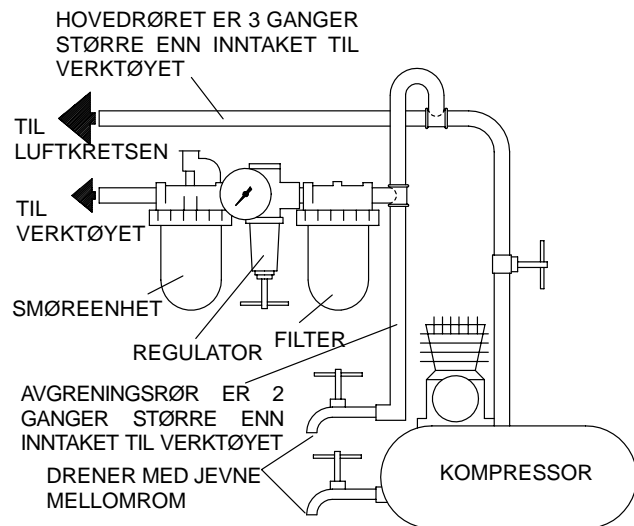 HOVEDRØRET ER 3 GANGER
STØRRE ENN INNTAKET TIL
VERKTØYET
TIL
LUFTKRETSEN
TIL
VERKTØYET
SMØREENHET
REGULATOR
FILTER
AVGRENINGSRØR ER 2
GANGER STØRRE ENN
INNTAKET TIL VERKTØYET
DRENER MED JEVNE
MELLOMROM
KOMPRESSOR